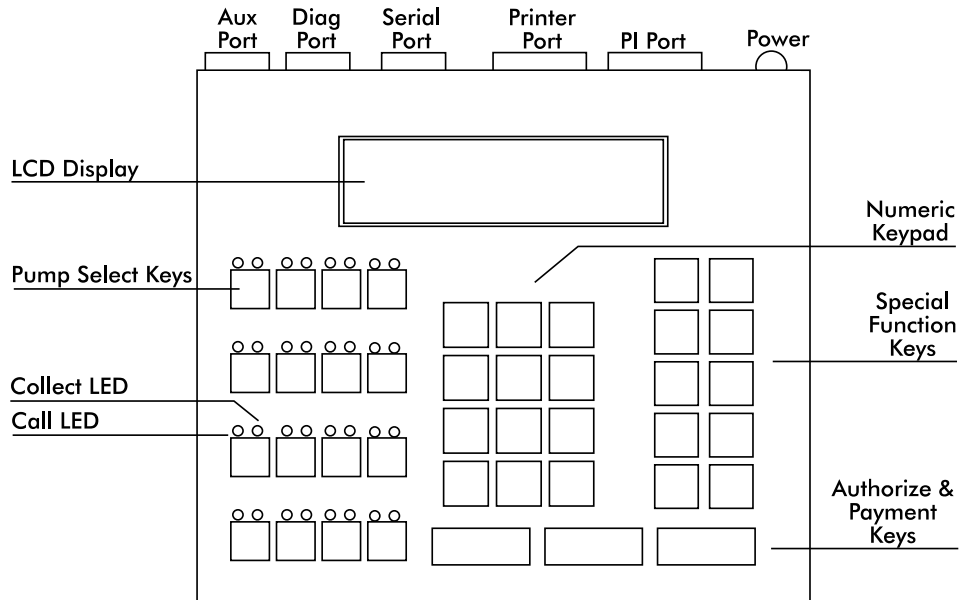 Aux
Port
Diag
Port
Serial
Port
Printer
Port
PI Port
Power
LCD Display
Numeric
Keypad
Pump Select Keys
Special
Function
Keys
Collect LED
Call LED
Authorize &
Payment
Keys